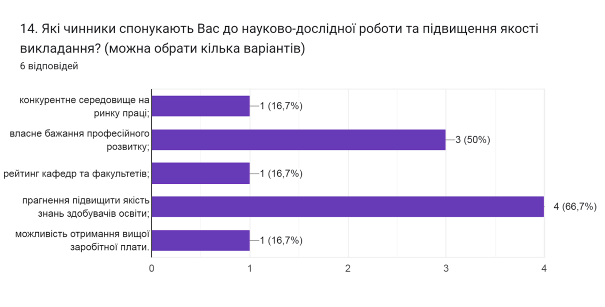 14. Які чинники спонукають Вас до науково-дослідної роботи та підвищення якості
викладання? (можна обрати кілька варіантів)
6 відповідей
конкурентне середовище на
ринку праці;
1 (16,7%)
власне бажання професійного
розвитку;
3 (50%)
рейтинг кафедр та факультетів;
1 (16,7%)
прагнення підвищити якість
знань здобувачів освіти;
4 (66,7%)
можливість отримання вищої
заробітної плати.
1 (16,7%)
0 1 2 3 4